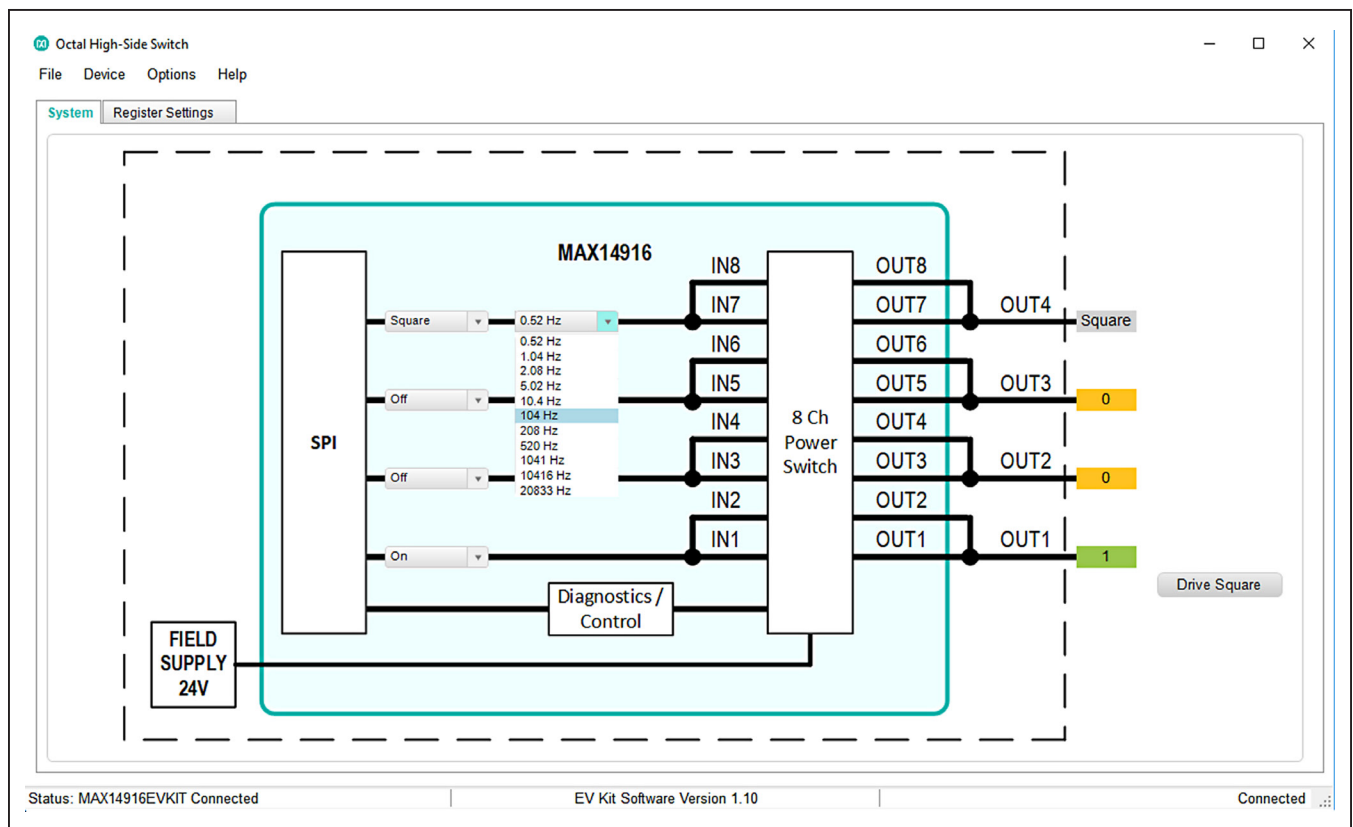 Octal High-Side Switch
File Device Options Help
System Register Settings
MAX14916
SPI
Square
0.52 Hz
0.52 Hz
1.04 Hz
2.08 Hz
5.02 Hz
10.4 Hz
104 Hz
208 Hz
520 Hz
1041 Hz
10416 Hz
20833 Hz
Off
Off
On
IN8
IN7
IN6
IN5
IN4
IN3
IN2
IN1
8 Ch
Power
Switch
OUT8
OUT7
OUT6
OUT5
OUT4
OUT3
OUT2
OUT1
OUT4
OUT3
OUT2
OUT1
Square
0
0
1
Drive Square
Diagnostics /
Control
FIELD
SUPPLY
24V
Status: MAX14916EVKIT Connected
EV Kit Software Version 1.10
Connected